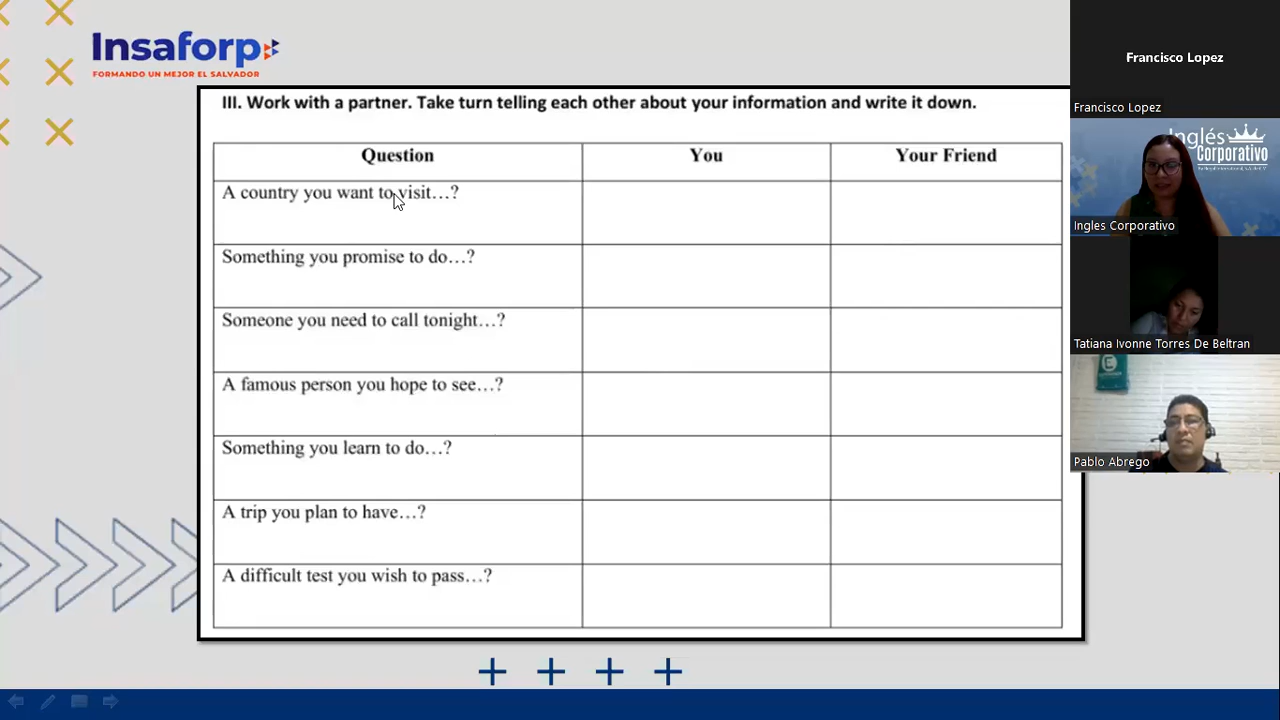 Insaforp
FORMANDO UN MEJOR EL SALVADOR
III. Work with a partner. Take turn telling each other about your information and write it down.
Question You Your Friend
A country you want to visit…?
Something you promise to do…?
Someone you need to call tonight…?
A famous person you hope to see…?
Something you learn to do…?
A trip you plan to have…?
A difficult test you wish to pass…?
Francisco Lopez
Francisco Lopez
Inglés
Corporativo
Ingles Corporativo
Tatiana Ivonne Torres De Beltran
Pablo Abrego